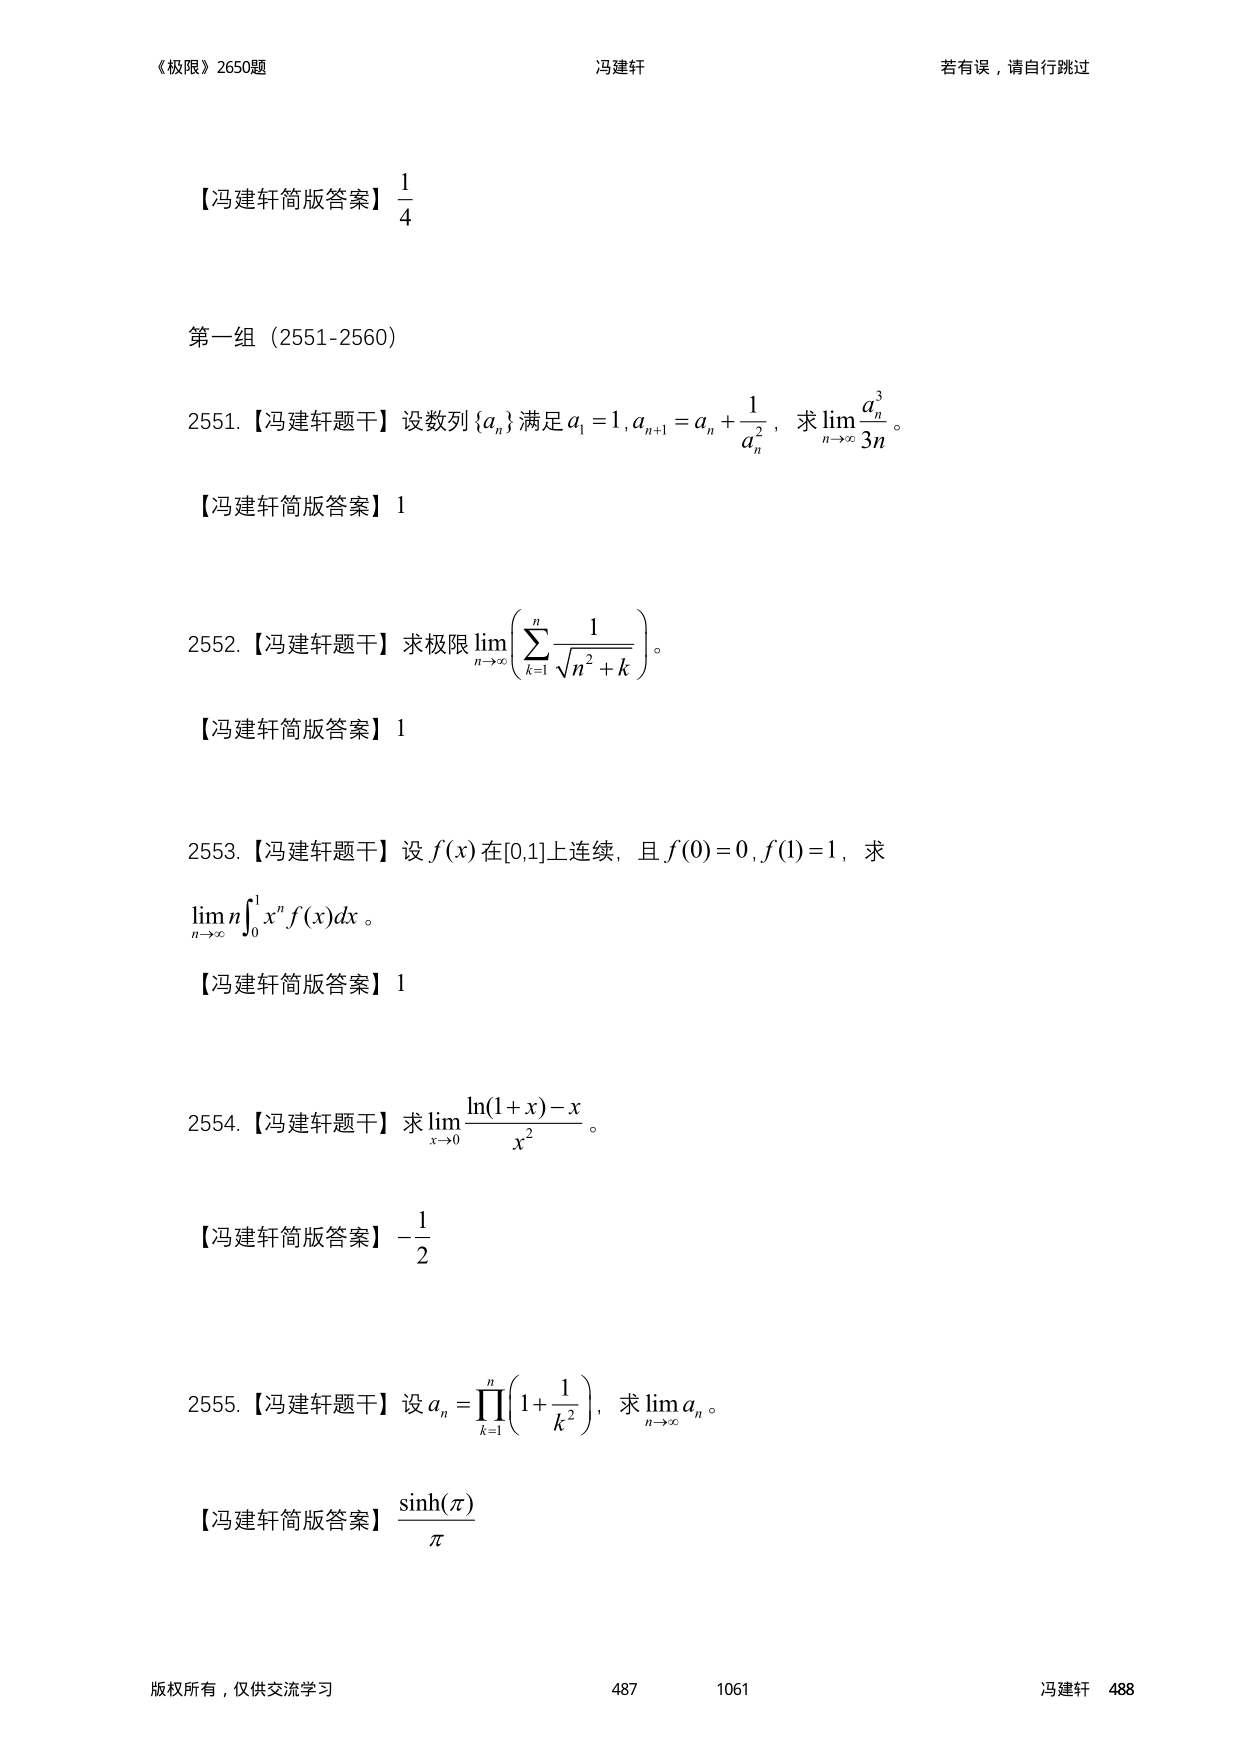 《极限》2650题 冯建轩 若有误，请自行跳过
【冯建轩简版答案】 1/4
第一组（2551-2560）
2551.【冯建轩题干】设数列 {a_n} 满足 a_1 = 1, a_{n+1} = a_n + 1/a_n^2 ，求 lim_{n→∞} a_n^3/3n 。
【冯建轩简版答案】 1
2552.【冯建轩题干】求极限 lim_{n→∞} ( ∑_{k=1}^{n} 1/√(n^2 + k) ) 。
【冯建轩简版答案】 1
2553.【冯建轩题干】设 f(x) 在[0,1]上连续，且 f(0) = 0, f(1) = 1，求
lim_{n→∞} n ∫_0^1 x^n f(x)dx 。
【冯建轩简版答案】 1
2554.【冯建轩题干】求 lim_{x→0} (ln(1+x) − x)/x^2 。
【冯建轩简版答案】 −1/2
2555.【冯建轩题干】设 a_n = ∏_{k=1}^{n} (1 + 1/k^2)，求 lim_{n→∞} a_n 。
【冯建轩简版答案】 sinh(π)/π
版权所有，仅供交流学习 487 1061 冯建轩 488